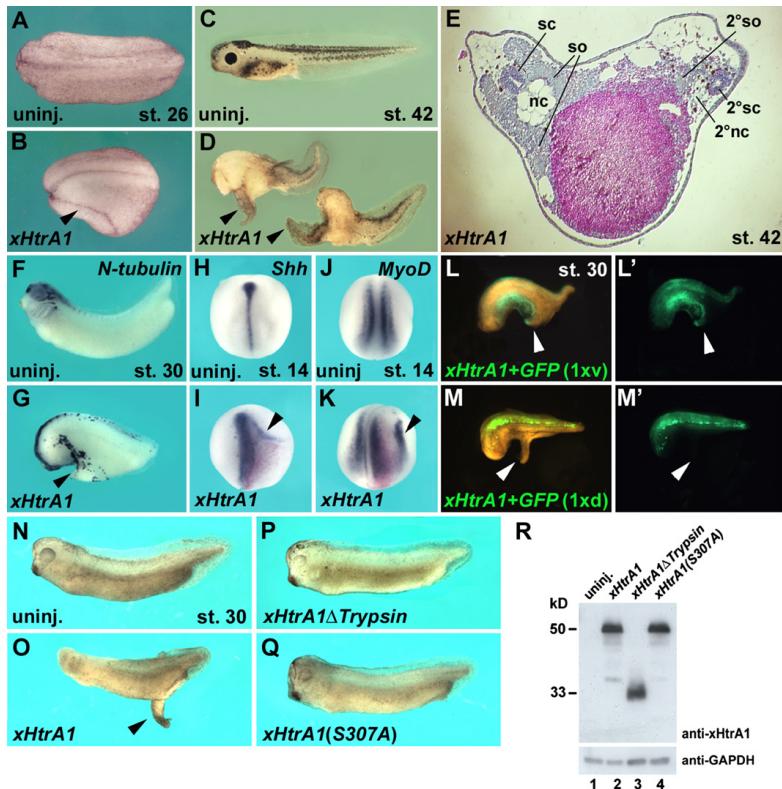 A
uninj.
st. 26
B
xHtrA1
C
st. 42
D
xHtrA1
E
sc
so
nc
2°so
2°sc
2°nc
xHtrA1
st. 42
F
N-tubulin
uninj.
st. 30
G
xHtrA1
H
Shh
uninj.
st. 14
I
xHtrA1
J
MyoD
uninj
st. 14
K
xHtrA1
L
st. 30
xHtrA1+GFP (1xv)
L'
M
xHtrA1+GFP (1xd)
M'
N
uninj.
st. 30
O
xHtrA1
P
xHtrA1ΔTrypsin
Q
xHtrA1(S307A)
R
uninj.
xHtrA1
xHtrA1ΔTrypsin
xHtrA1(S307A)
kD
50
33
anti-xHtrA1
anti-GAPDH
1 2 3 4